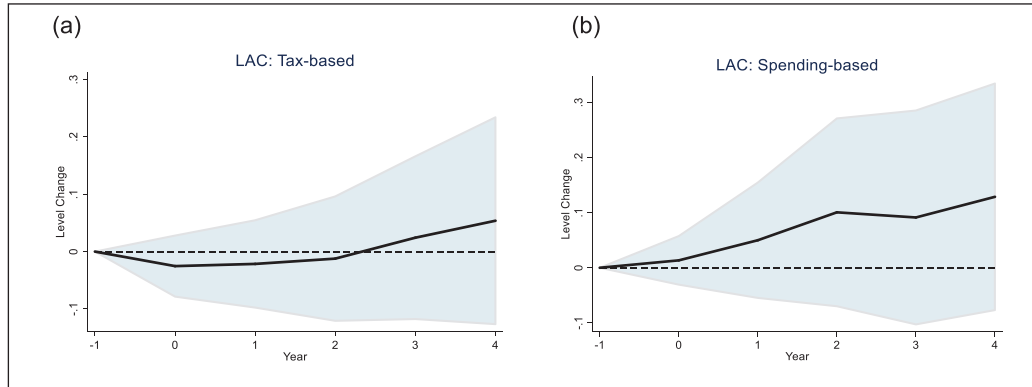 (a)
LAC: Tax-based
Level Change
.3
.2
.1
0
-.1
-1 0 1 2 3 4
Year
(b)
LAC: Spending-based
Level Change
.3
.2
.1
0
-.1
-1 0 1 2 3 4
Year